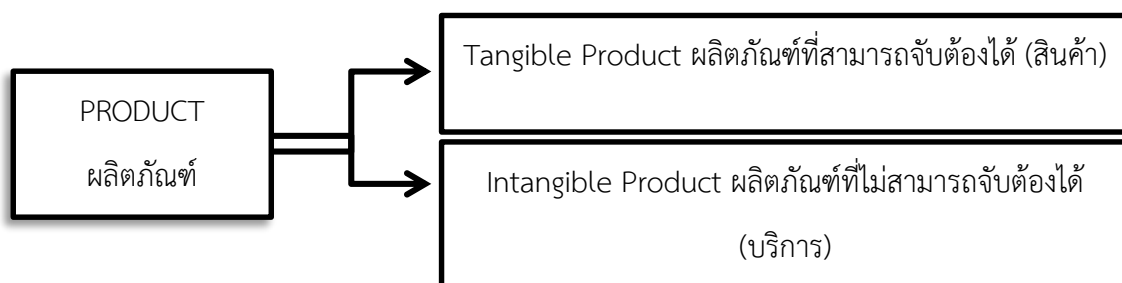 PRODUCT
ผลิตภัณฑ์
Tangible Product ผลิตภัณฑ์ที่สามารถจับต้องได้ (สินค้า)
Intangible Product ผลิตภัณฑ์ที่ไม่สามารถจับต้องได้
(บริการ)